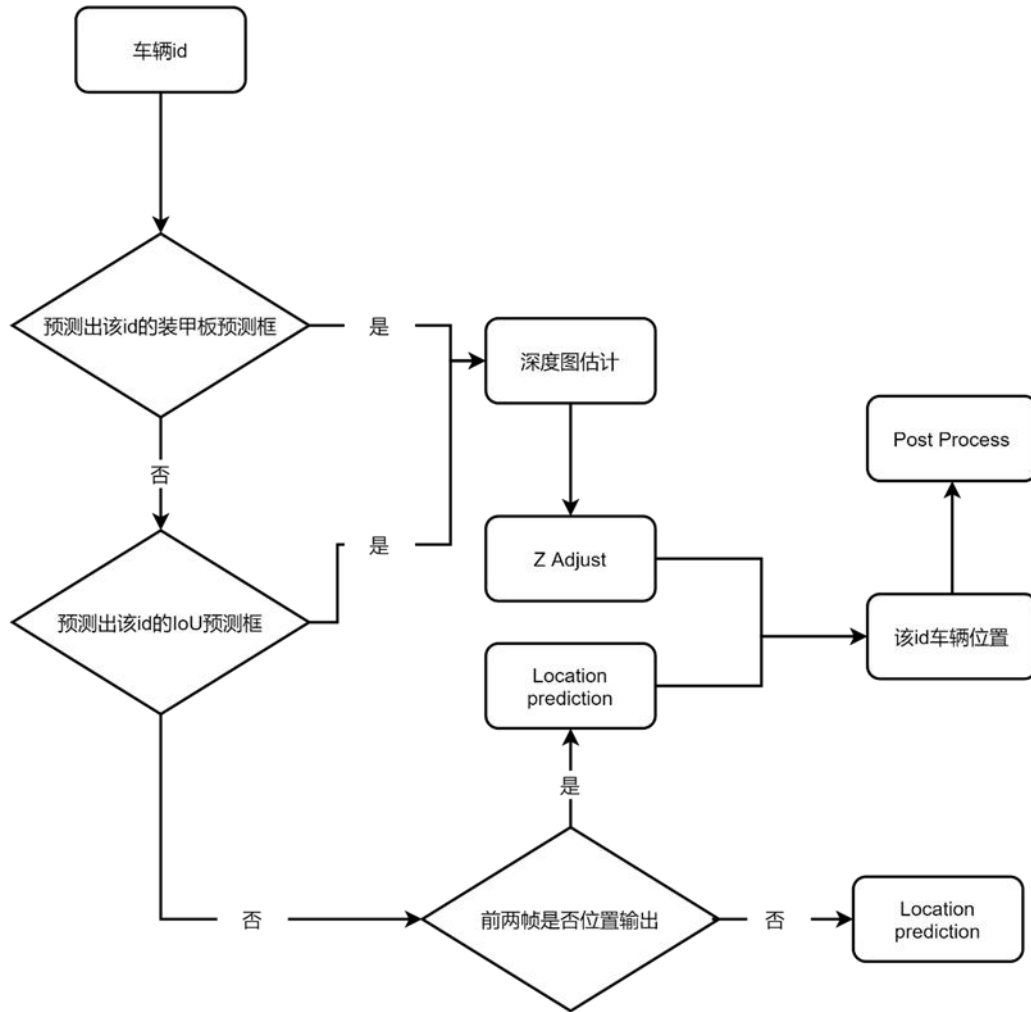 车辆id
预测出该id的装甲板预测框
是
深度图估计
Post Process
否
是
预测出该id的IoU预测框
Z Adjust
该id车辆位置
Location
prediction
是
否
前两帧是否位置输出
否
Location
prediction